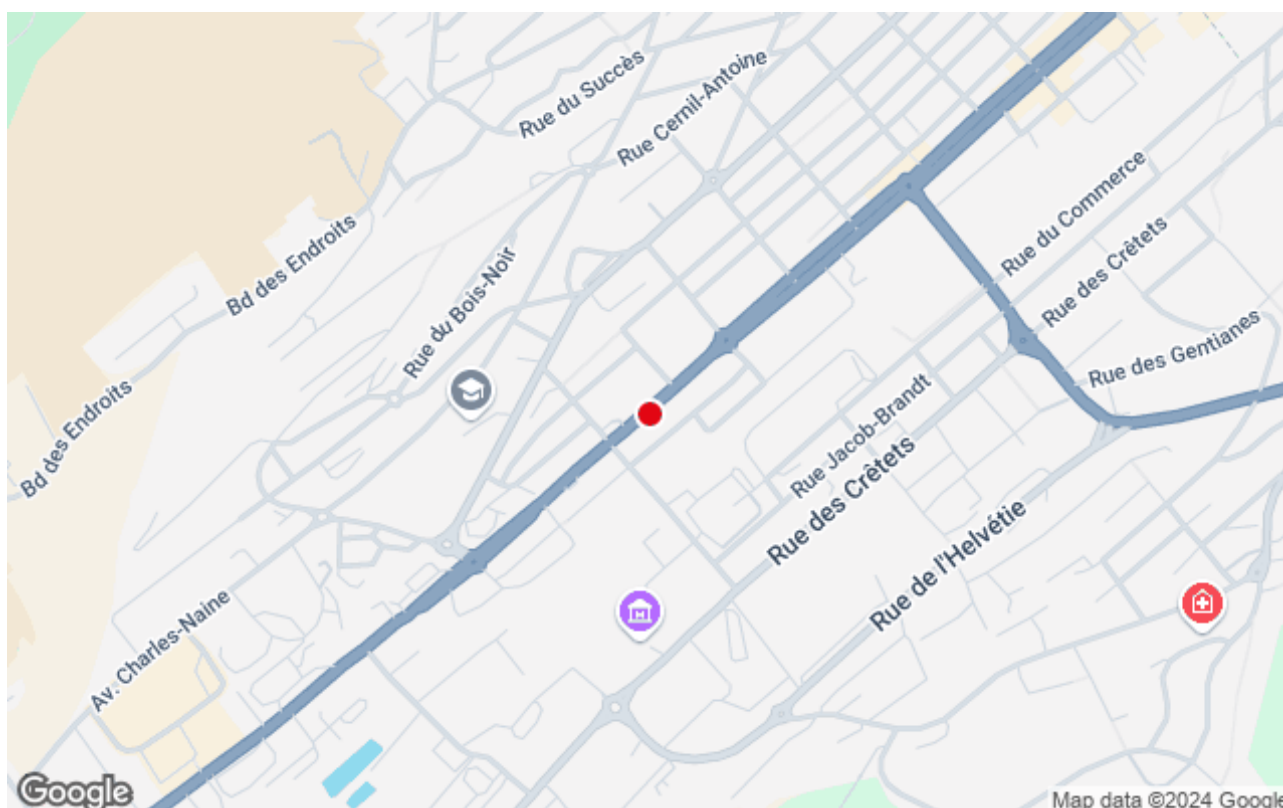 Rue du Succès
Rue Cernil-Antoine
Rue du Commerce
Bd des Endroits
Rue des Crêtets
Rue du Bois-Noir
Rue des Gentianes
Bd des Endroits
Rue Jacob-Brandt
Rue des Crêtets
Rue de l'Helvétie
Av. Charles-Naine
Google
Map data ©2024 Google